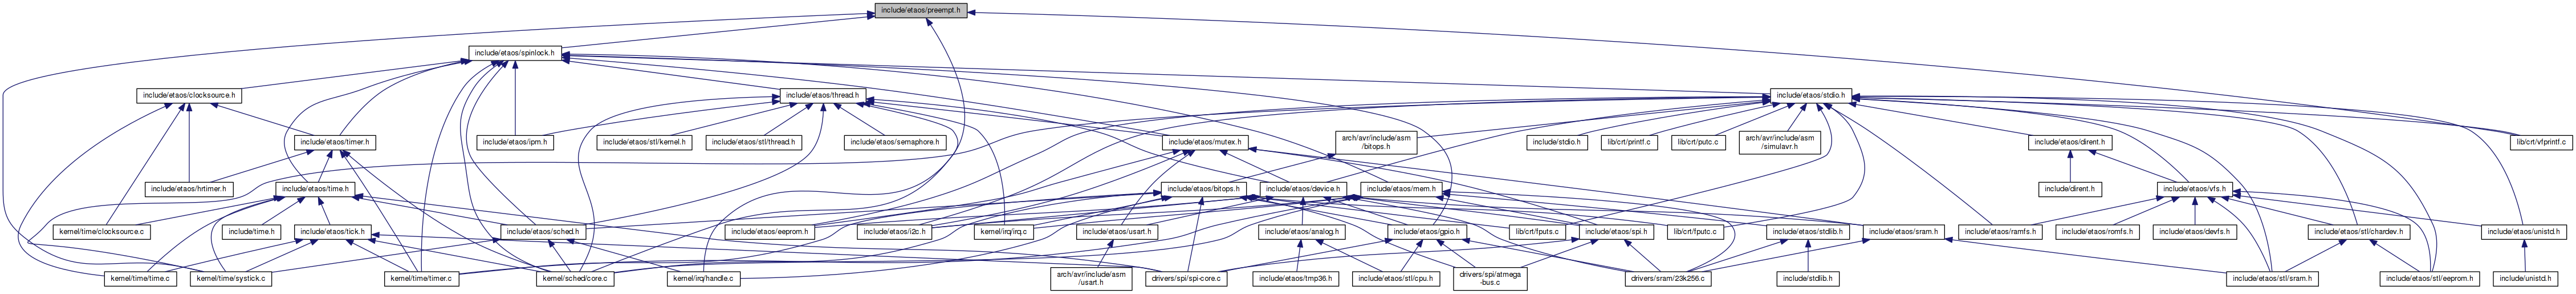 include/etaos/preempt.h
include/etaos/spinlock.h
include/etaos/clocksource.h
include/etaos/thread.h
include/etaos/stdio.h
include/etaos/timer.h
include/etaos/ipm.h
include/etaos/stl/kernel.h
include/etaos/stl/thread.h
include/etaos/semaphore.h
include/etaos/mutex.h
arch/avr/include/asm
/bitops.h
include/stdio.h
lib/crt/printf.c
lib/crt/putc.c
arch/avr/include/asm
/simulavr.h
include/etaos/dirent.h
lib/crt/vfprintf.c
include/etaos/hrtimer.h
include/etaos/time.h
include/etaos/bitops.h
include/etaos/device.h
include/etaos/mem.h
include/dirent.h
include/etaos/vfs.h
kernel/time/clocksource.c
include/time.h
include/etaos/tick.h
include/etaos/sched.h
include/etaos/eeprom.h
include/etaos/i2c.h
kernel/irq/irq.c
include/etaos/usart.h
include/etaos/analog.h
include/etaos/gpio.h
lib/crt/fputs.c
include/etaos/spi.h
lib/crt/fputc.c
include/etaos/stdlib.h
include/etaos/sram.h
include/etaos/ramfs.h
include/etaos/romfs.h
include/etaos/devfs.h
include/etaos/stl/chardev.h
include/etaos/unistd.h
kernel/time/time.c
kernel/time/systick.c
kernel/time/timer.c
kernel/sched/core.c
kernel/irq/handle.c
arch/avr/include/asm
/usart.h
drivers/spi/spi-core.c
include/etaos/tmp36.h
include/etaos/stl/cpu.h
drivers/spi/atmega
-bus.c
drivers/sram/23k256.c
include/stdlib.h
include/etaos/stl/sram.h
include/etaos/stl/eeprom.h
include/unistd.h